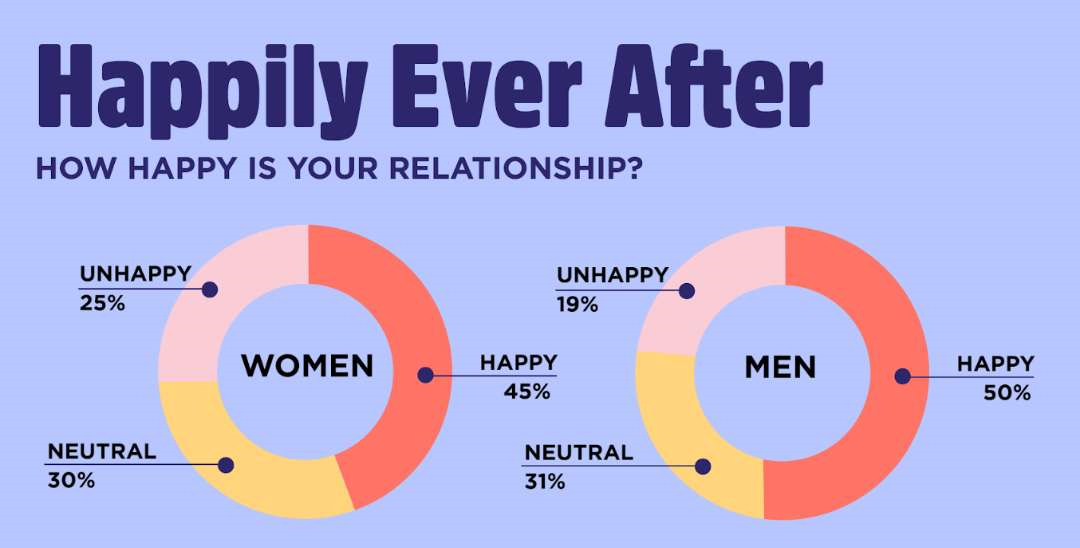 Happily Ever After
HOW HAPPY IS YOUR RELATIONSHIP?
UNHAPPY
25%
WOMEN
HAPPY
45%
NEUTRAL
30%
UNHAPPY
19%
MEN
HAPPY
50%
NEUTRAL
31%